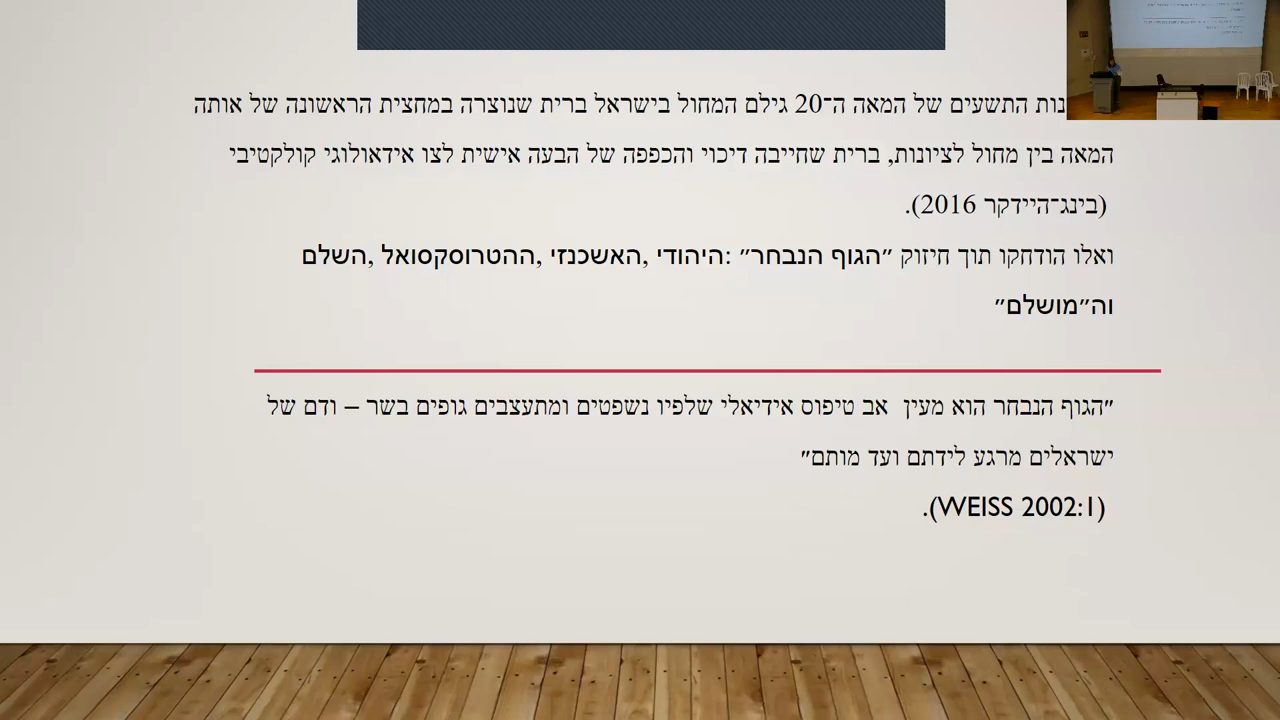 התשעים של המאה ה־20 גילם המחול בישראל ברית שנוצרה במחצית הראשונה של אותה
המאה בין מחול לציונות, ברית שחייבה דיכוי והכפפה של הבעה אישית לצו אידאולוגי קולקטיבי
(בינג־היידקר 2016).
ואלו הודחקו תוך חיזוק ״הגוף הנבחר״ :היהודי ,האשכנזי ,ההטרוסקסואל ,השלם
וה״מושלם״
״הגוף הנבחר הוא מעין אב טיפוס אידיאלי שלפיו נשפטים ומתעצבים גופים בשר – ודם של
ישראלים מרגע לידתם ועד מותם״
(WEISS 2002:1).